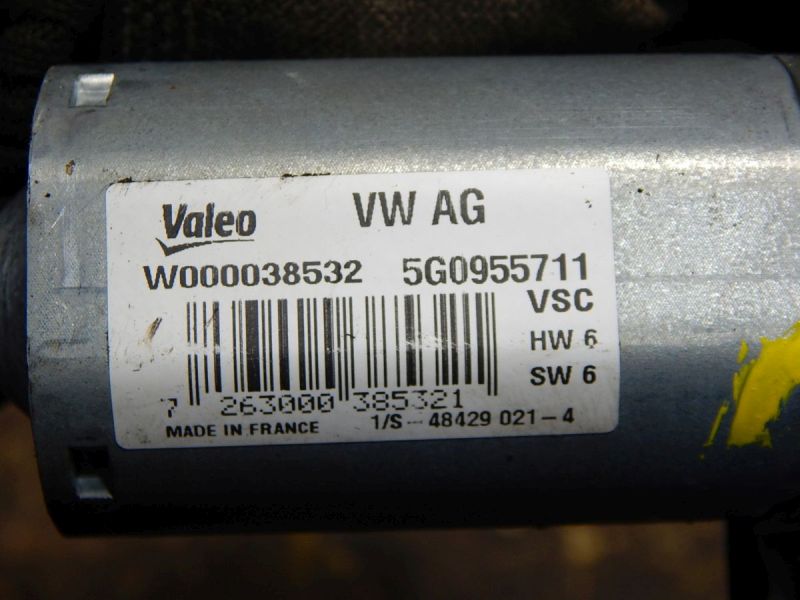 Valeo VW AG
W000038532 5G0955711
VSC
HW 6
SW 6
7 263000 385321
MADE IN FRANCE 1/S-48429 021-4